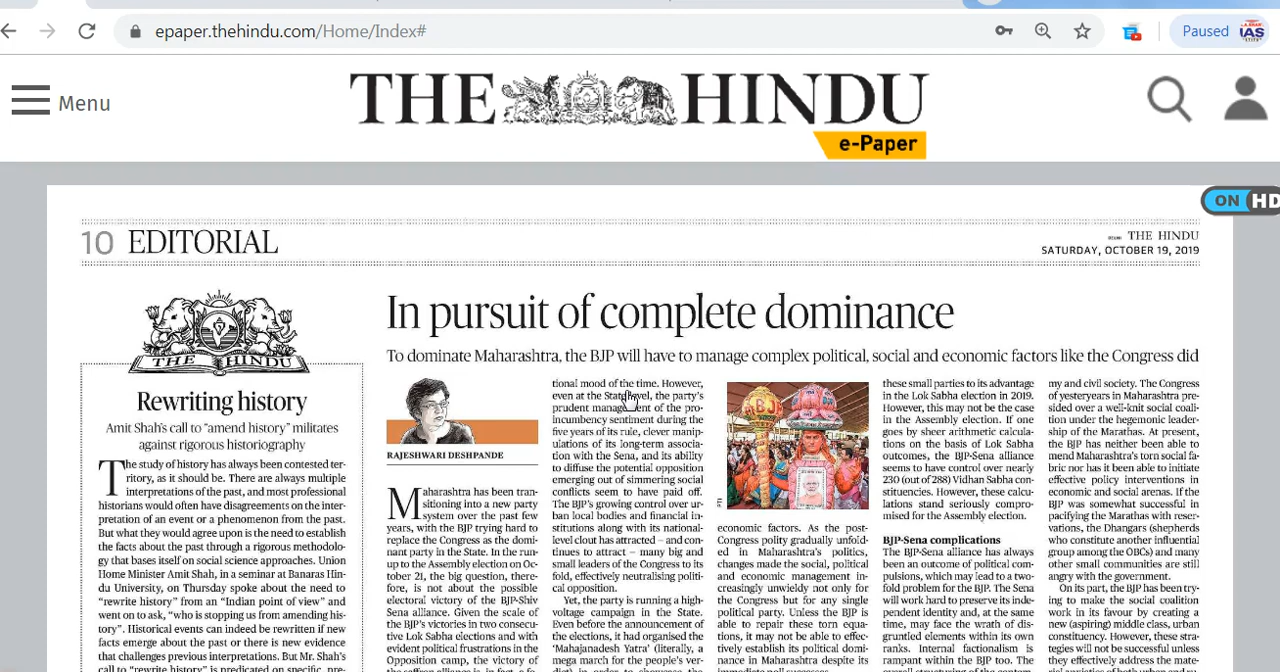 epaper.thehindu.com/Home/Index#
Paused
IAS
Menu
THE HINDU
e-Paper
ON HD
10 EDITORIAL
THE HINDU
SATURDAY, OCTOBER 19, 2019
THE HINDU
Rewriting history
Amit Shah's call to "amend history" militates
against rigorous historiography
The study of history has always been contested ter-
ritory, as it should be. There are always multiple
interpretations of the past, and most professional
historians would often have disagreements on the inter-
pretation of an event or a phenomenon from the past.
But what they would agree upon is the need to establish
the facts about the past through a rigorous methodolo-
gy that bases itself on social science approaches. Union
Home Minister Amit Shah, in a seminar at Banaras Hin-
du University, on Thursday spoke about the need to
"rewrite history" from an "Indian point of view" and
went on to ask, "who is stopping us from amending his-
tory". Historical events can indeed be rewritten if new
facts emerge about the past or there is new evidence
that challenges previous interpretations. But Mr. Shah's
call to "rewrite history" is predicated on specific, pre-
In pursuit of complete dominance
To dominate Maharashtra, the BJP will have to manage complex political, social and economic factors like the Congress did
RAJESHWARI DESHPANDE
Maharashtra has been tran-
sitioning into a new party
system over the past few
years, with the BJP trying hard to
replace the Congress as the domi-
nant party in the State. In the run-
up to the Assembly election on Oc-
tober 21, the big question, there-
fore, is not about the possible
electoral victory of the BJP-Shiv
Sena alliance. Given the scale of
the BJP's victories in two consecu-
tive Lok Sabha elections and with
evident political frustrations in the
Opposition camp, the victory of
tional mood of the time. However,
even at the State level, the party's
prudent management of the pro-
incumbency sentiment during the
five years of its rule, clever manip-
ulations of its long-term associa-
tion with the Sena, and its ability
to diffuse the potential opposition
emerging out of simmering social
conflicts seem to have paid off.
The BJP's growing control over ur-
ban local bodies and financial in-
stitutions along with its national-
level clout has attracted – and con-
tinues to attract – many big and
small leaders of the Congress to its
fold, effectively neutralising politi-
cal opposition.
Yet, the party is running a high-
voltage campaign in the State.
Even before the announcement of
the elections, it had organised the
'Mahajanadesh Yatra' (literally, a
mega march for the people's ver-
BJP
PTI
economic factors. As the post-
Congress polity gradually unfold-
ed in Maharashtra's politics,
changes made the social, political
and economic management in-
creasingly unwieldy not only for
the Congress but for any single
political party. Unless the BJP is
able to repair these torn equa-
tions, it may not be able to effec-
tively establish its political domi-
nance in Maharashtra despite its
these small parties to its advantage
in the Lok Sabha election in 2019.
However, this may not be the case
in the Assembly election. If one
goes by sheer arithmetic calcula-
tions on the basis of Lok Sabha
outcomes, the BJP-Sena alliance
seems to have control over nearly
230 (out of 288) Vidhan Sabha con-
stituencies. However, these calcu-
lations stand seriously compro-
mised for the Assembly election.
BJP-Sena complications
The BJP-Sena alliance has always
been an outcome of political com-
pulsions, which may lead to a two-
fold problem for the BJP. The Sena
will work hard to preserve its inde-
pendent identity and, at the same
time, may face the wrath of dis-
gruntled elements within its own
ranks. Internal factionalism is
rampant within the BJP too. The
my and civil society. The Congress
of yesteryears in Maharashtra pre-
sided over a well-knit social coali-
tion under the hegemonic leader-
ship of the Marathas. At present,
the BJP has neither been able to
mend Maharashtra's torn social fa-
bric nor has it been able to initiate
effective policy interventions in
economic and social arenas. If the
BJP was somewhat successful in
pacifying the Marathas with reser-
vations, the Dhangars (shepherds
who constitute another influential
group among the OBCs) and many
other small communities are still
angry with the government.
On its part, the BJP has been try-
ing to make the social coalition
work in its favour by creating a
new (aspiring) middle class, urban
constituency. However, these stra-
tegies will not be successful unless
they effectively address the ma-